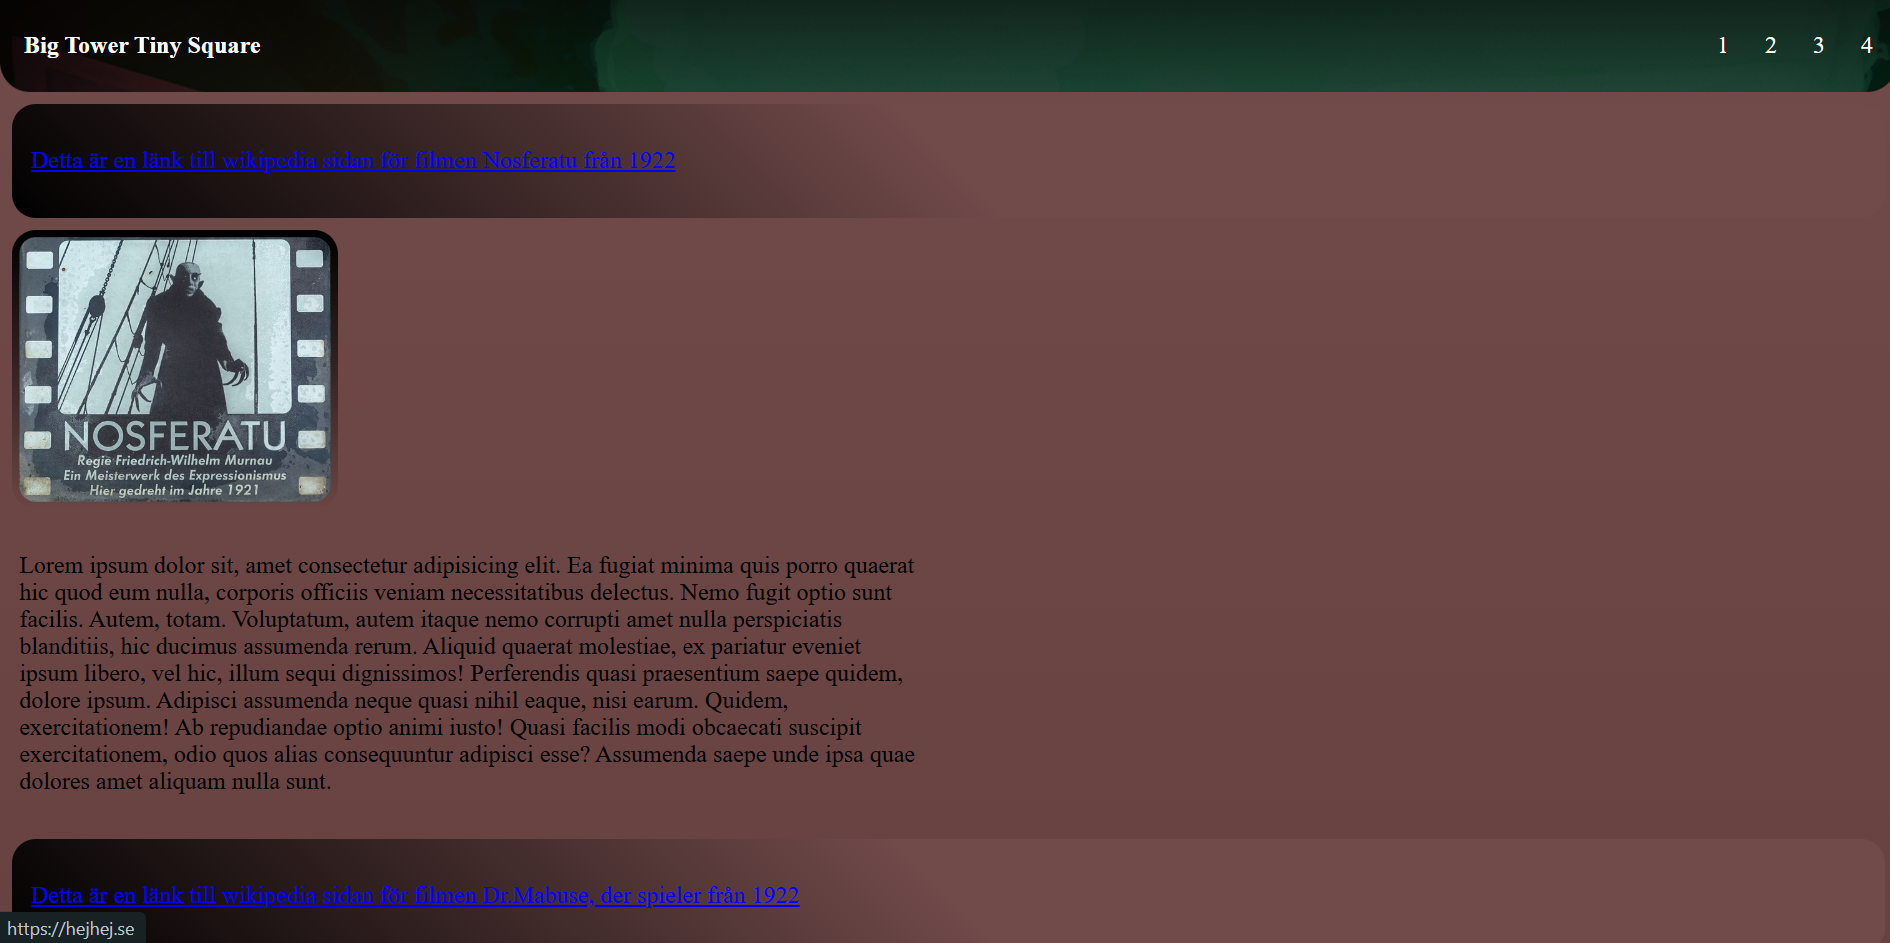 Big Tower Tiny Square
1 2 3 4
Detta är en länk till wikipedia sidan för filmen Nosferatu från 1922
NOSFERATU
Regie Friedrich-Wilhelm Murnau
Ein Meisterwerk des Expressionismus
Hier gedreht im Jahre 1921
Lorem ipsum dolor sit, amet consectetur adipisicing elit. Ea fugiat minima quis porro quaerat
hic quod eum nulla, corporis officiis veniam necessitatibus delectus. Nemo fugit optio sunt
facilis. Autem, totam. Voluptatum, autem itaque nemo corrupti amet nulla perspiciatis
blanditiis, hic ducimus assumenda rerum. Aliquid quaerat molestiae, ex pariatur eveniet
ipsum libero, vel hic, illum sequi dignissimos! Perferendis quasi praesentium saepe quidem,
dolore ipsum. Adipisci assumenda neque quasi nihil eaque, nisi earum. Quidem,
exercitationem! Ab repudiandae optio animi iusto! Quasi facilis modi obcaecati suscipit
exercitationem, odio quos alias consequuntur adipisci esse? Assumenda saepe unde ipsa quae
dolores amet aliquam nulla sunt.
Detta är en länk till wikipedia sidan för filmen Dr.Mabuse, der spieler från 1922
https://hejhej.se